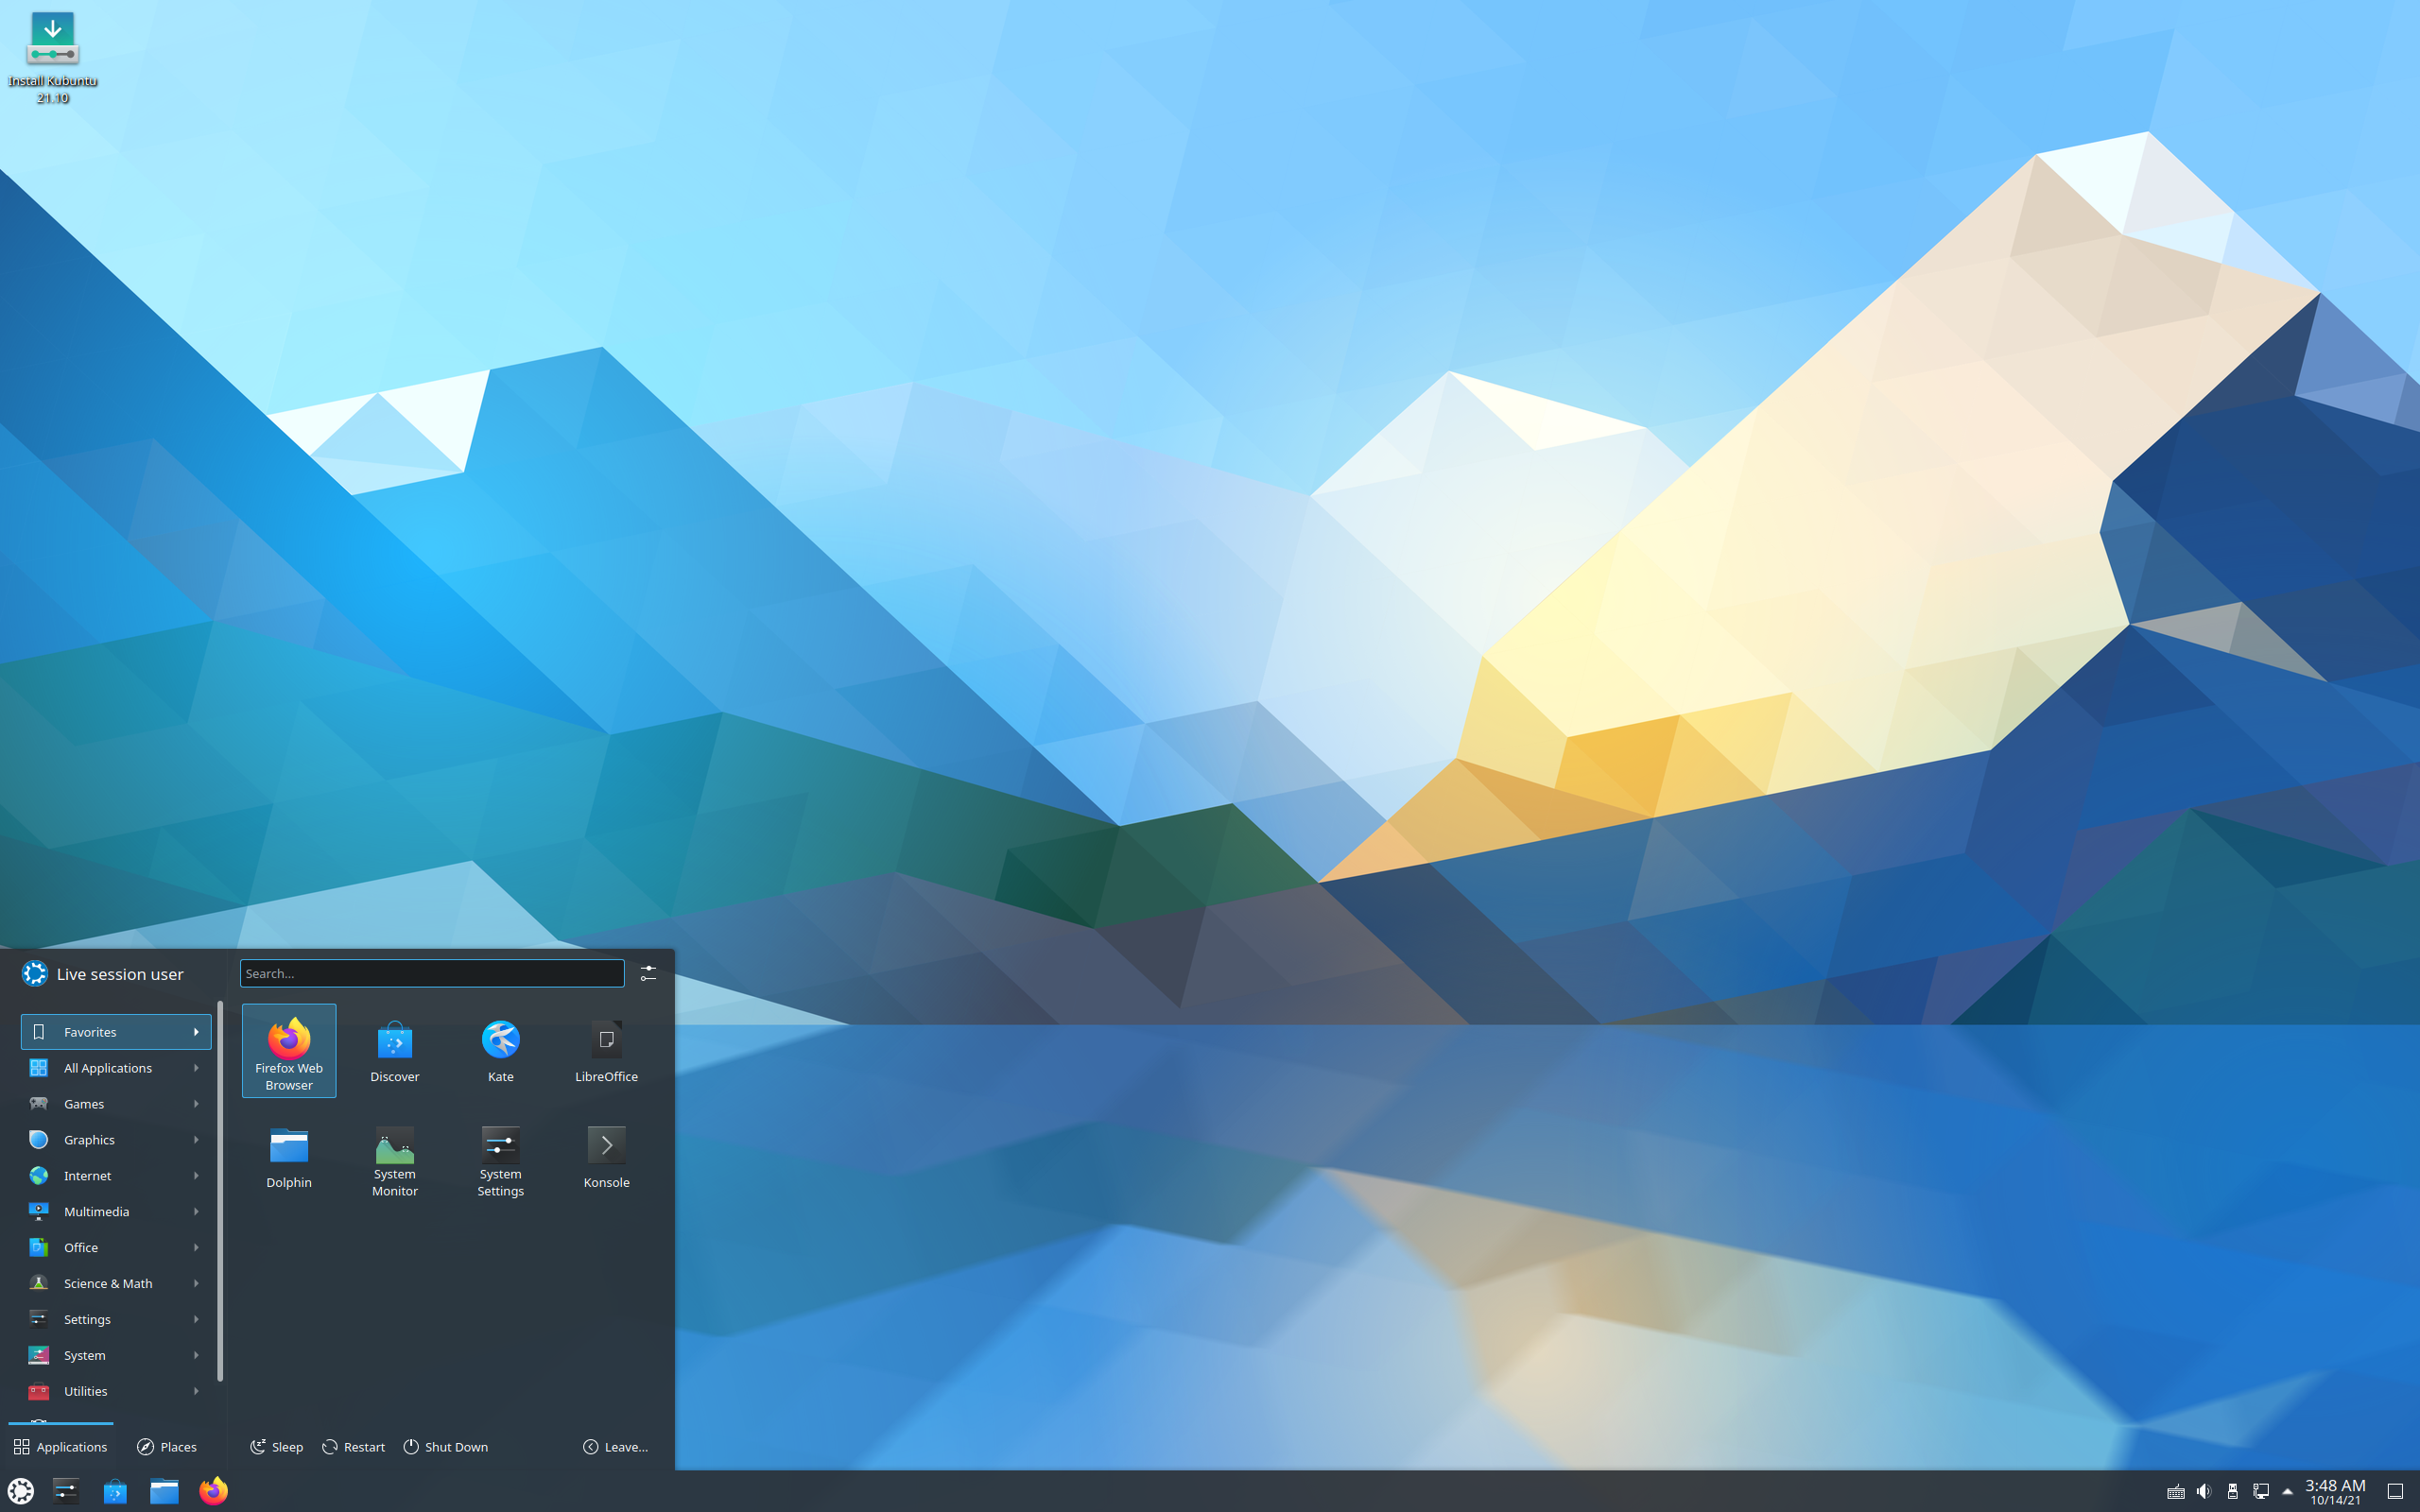 Install Kubuntu
21.10
Live session user
Search...
Favorites
All Applications
Games
Graphics
Internet
Multimedia
Office
Science & Math
Settings
System
Utilities
Firefox Web
Browser
Discover
Kate
LibreOffice
Dolphin
System
Monitor
System
Settings
Konsole
Applications
Places
Sleep
Restart
Shut Down
Leave...
3:48 AM
10/14/21